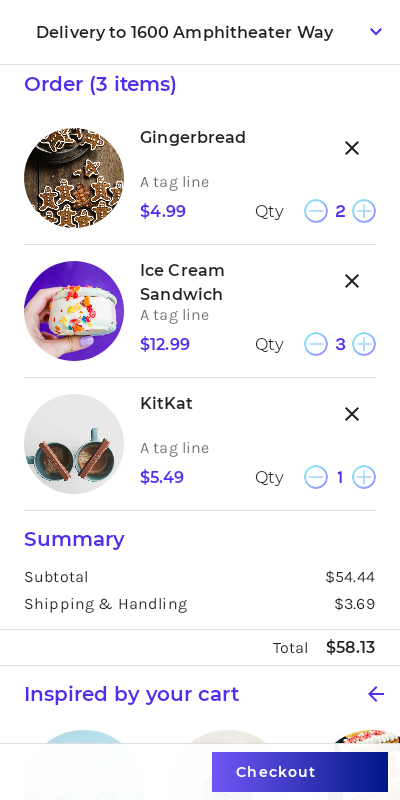 Delivery to 1600 Amphitheater Way
Order (3 items)
Gingerbread
A tag line
$4.99 Qty 2
Ice Cream
Sandwich
A tag line
$12.99 Qty 3
KitKat
A tag line
$5.49 Qty 1
Summary
Subtotal $54.44
Shipping & Handling $3.69
Total $58.13
Inspired by your cart
Checkout